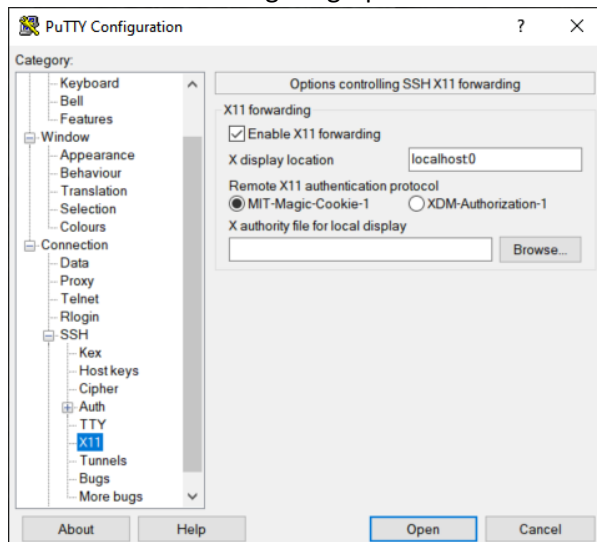 PuTTY Configuration ? ×
Category:
Keyboard
Bell
Features
Window
Appearance
Behaviour
Translation
Selection
Colours
Connection
Data
Proxy
Telnet
Rlogin
SSH
Kex
Host keys
Cipher
Auth
TTY
X11
Tunnels
Bugs
More bugs
Options controlling SSH X11 forwarding
X11 forwarding
Enable X11 forwarding
X display location localhost:0
Remote X11 authentication protocol
MIT-Magic-Cookie-1 XDM-Authorization-1
X authority file for local display
Browse...
About Help Open Cancel